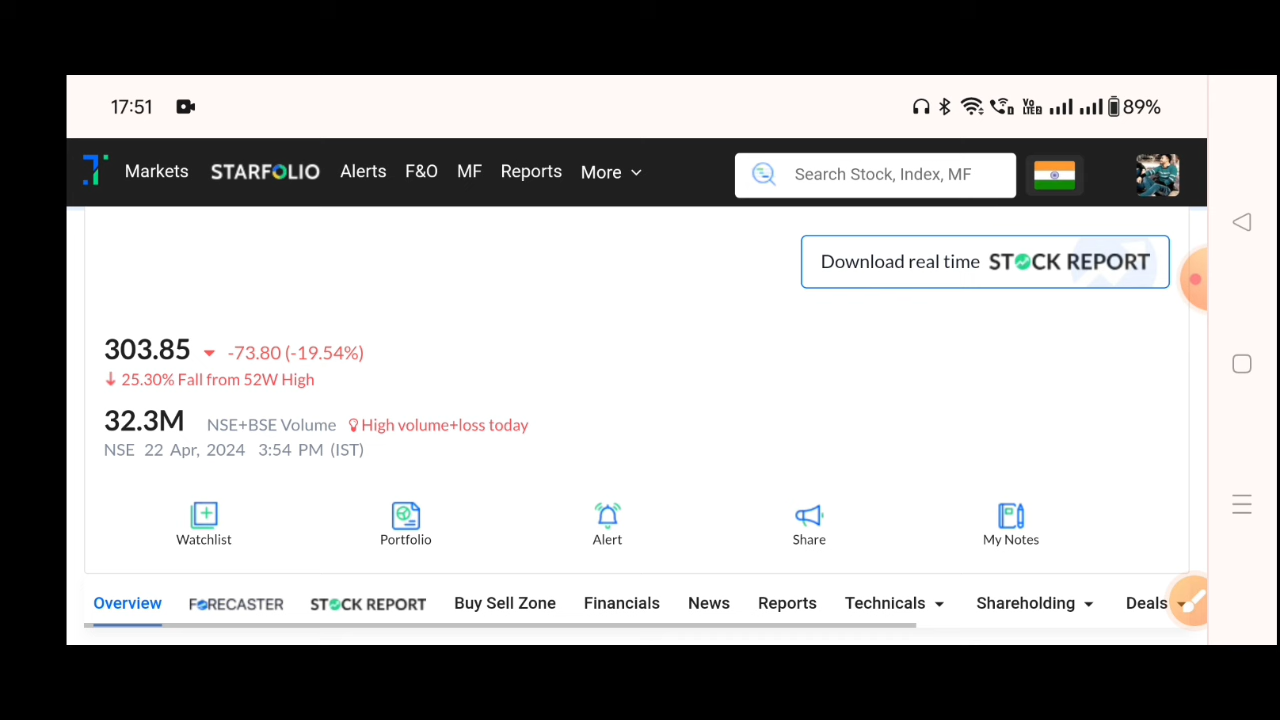 17:51 Vo LTE 89%
Markets STARFOLIO Alerts F&O MF Reports More Search Stock, Index, MF
Download real time STOCK REPORT
303.85 -73.80 (-19.54%)
25.30% Fall from 52W High
32.3M NSE+BSE Volume High volume+loss today
NSE 22 Apr, 2024 3:54 PM (IST)
Watchlist Portfolio Alert Share My Notes
Overview FORECASTER STOCK REPORT Buy Sell Zone Financials News Reports Technicals Shareholding Deals